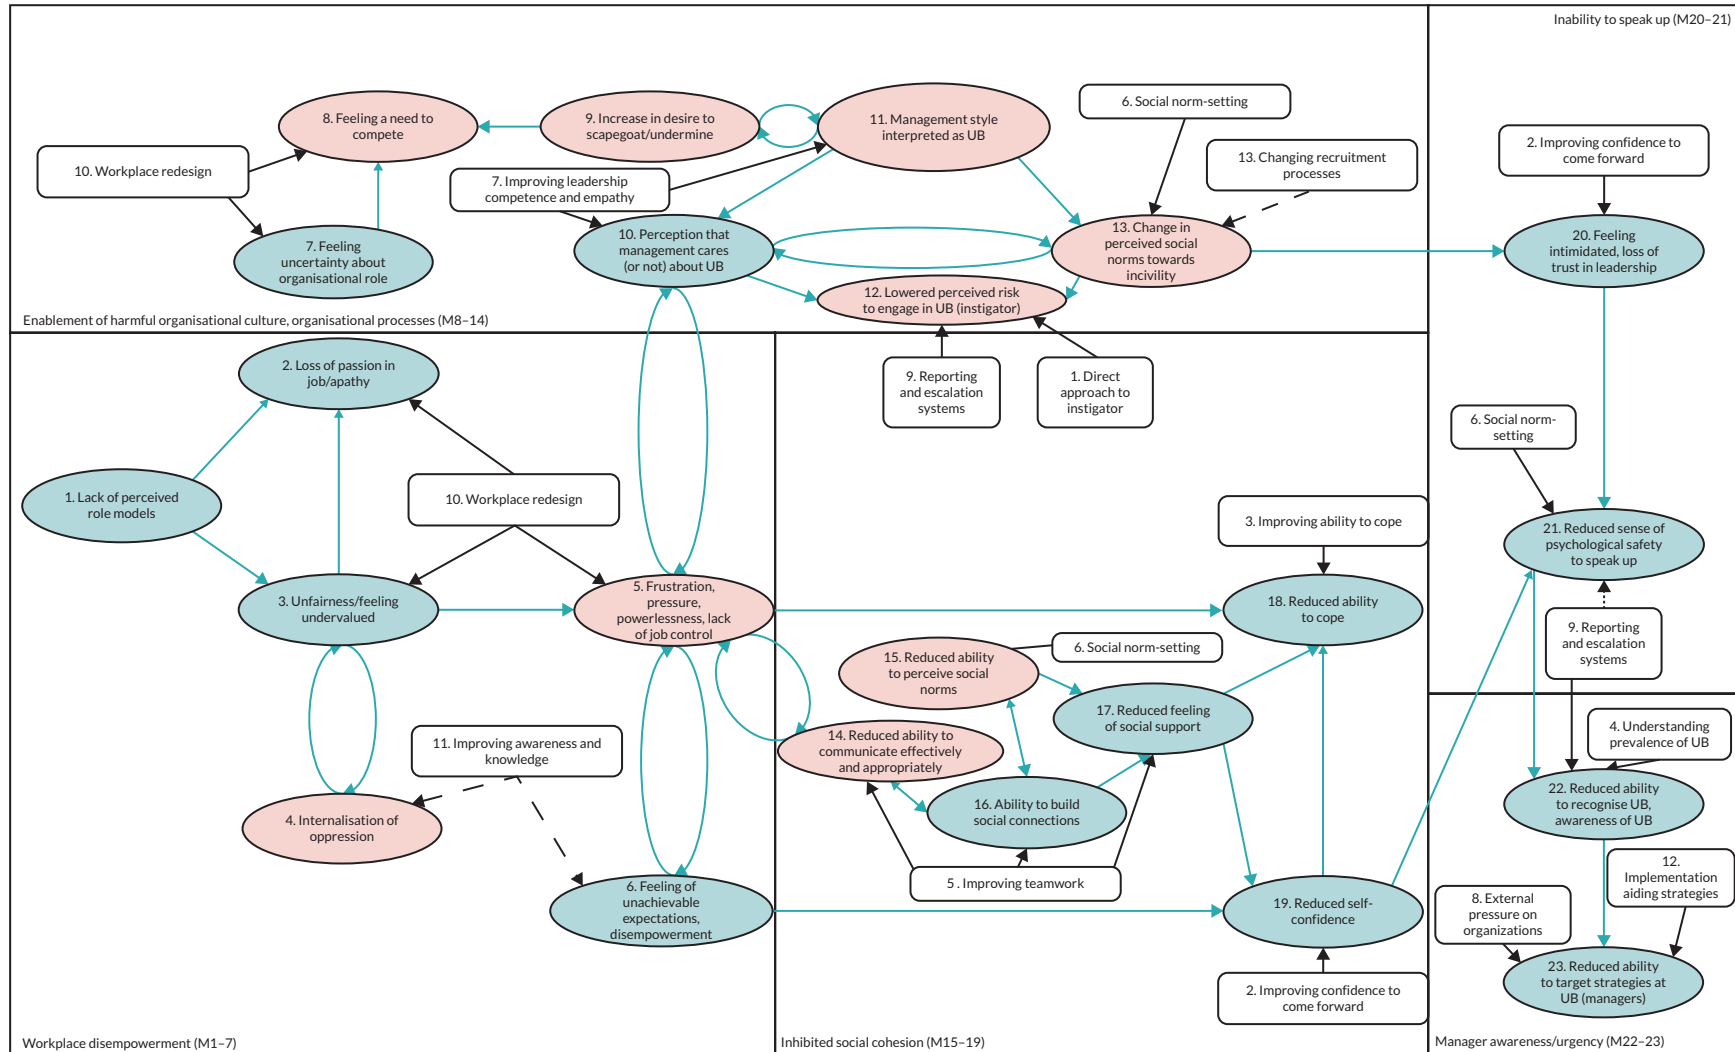 Inability to speak up (M20–21)
6. Social norm-setting
8. Feeling a need to
compete
9. Increase in desire to
scapegoat/undermine
11. Management style
interpreted as UB
2. Improving confidence to
come forward
13. Changing recruitment
processes
10. Workplace redesign
7. Improving leadership
competence and empathy
7. Feeling
uncertainty about
organisational role
10. Perception that
management cares
(or not) about UB
13. Change in
perceived social
norms towards
incivility
20. Feeling
intimidated, loss of
trust in leadership
12. Lowered perceived risk
to engage in UB (instigator)
Enablement of harmful organisational culture, organisational processes (M8–14)
2. Loss of passion in
job/apathy
9. Reporting
and escalation
systems
1. Direct
approach to
instigator
6. Social norm-
setting
1. Lack of perceived
role models
10. Workplace redesign
3. Improving ability to cope
21. Reduced sense of
psychological safety
to speak up
3. Unfairness/feeling
undervalued
5. Frustration,
pressure,
powerlessness, lack
of job control
18. Reduced ability
to cope
9. Reporting
and escalation
systems
15. Reduced ability
to perceive social
norms
6. Social norm-setting
17. Reduced feeling
of social support
14. Reduced ability to
communicate effectively
and appropriately
4. Understanding
prevalence of UB
11. Improving awareness and
knowledge
16. Ability to build
social connections
22. Reduced ability
to recognise UB,
awareness of UB
4. Internalisation of
oppression
5 . Improving teamwork
12.
Implementation
aiding strategies
6. Feeling of
unachievable
expectations,
disempowerment
19. Reduced self-
confidence
8. External
pressure on
organizations
23. Reduced ability
to target strategies at
UB (managers)
2. Improving confidence to
come forward
Workplace disempowerment (M1–7)
Inhibited social cohesion (M15–19)
Manager awareness/urgency (M22–23)